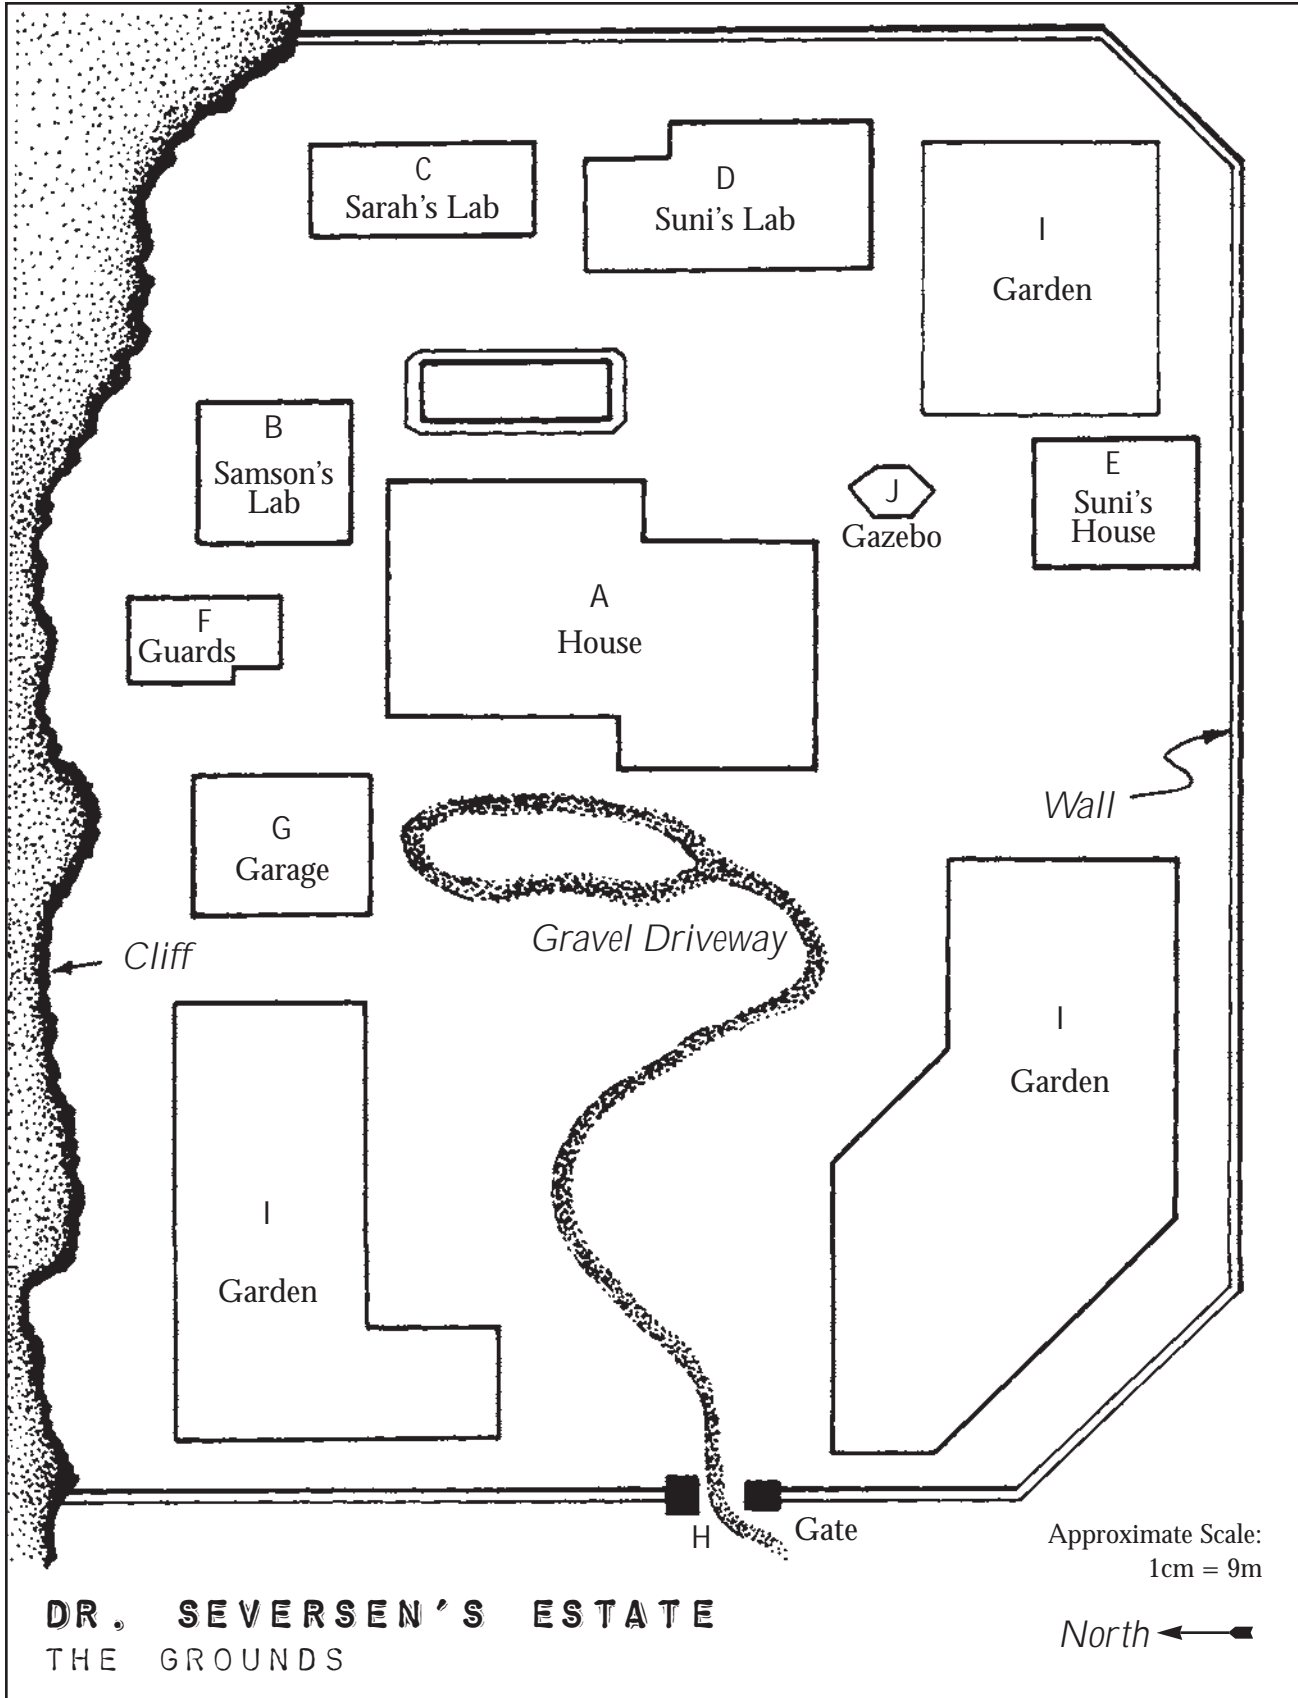 C
Sarah's Lab
D
Suni's Lab
I
Garden
B
Samson's
Lab
E
Suni's
House
J
Gazebo
A
House
F
Guards
Wall
G
Garage
Gravel Driveway
Cliff
I
Garden
I
Garden
H
Gate
Approximate Scale:
1cm = 9m
DR. SEVERSEN'S ESTATE
THE GROUNDS
North